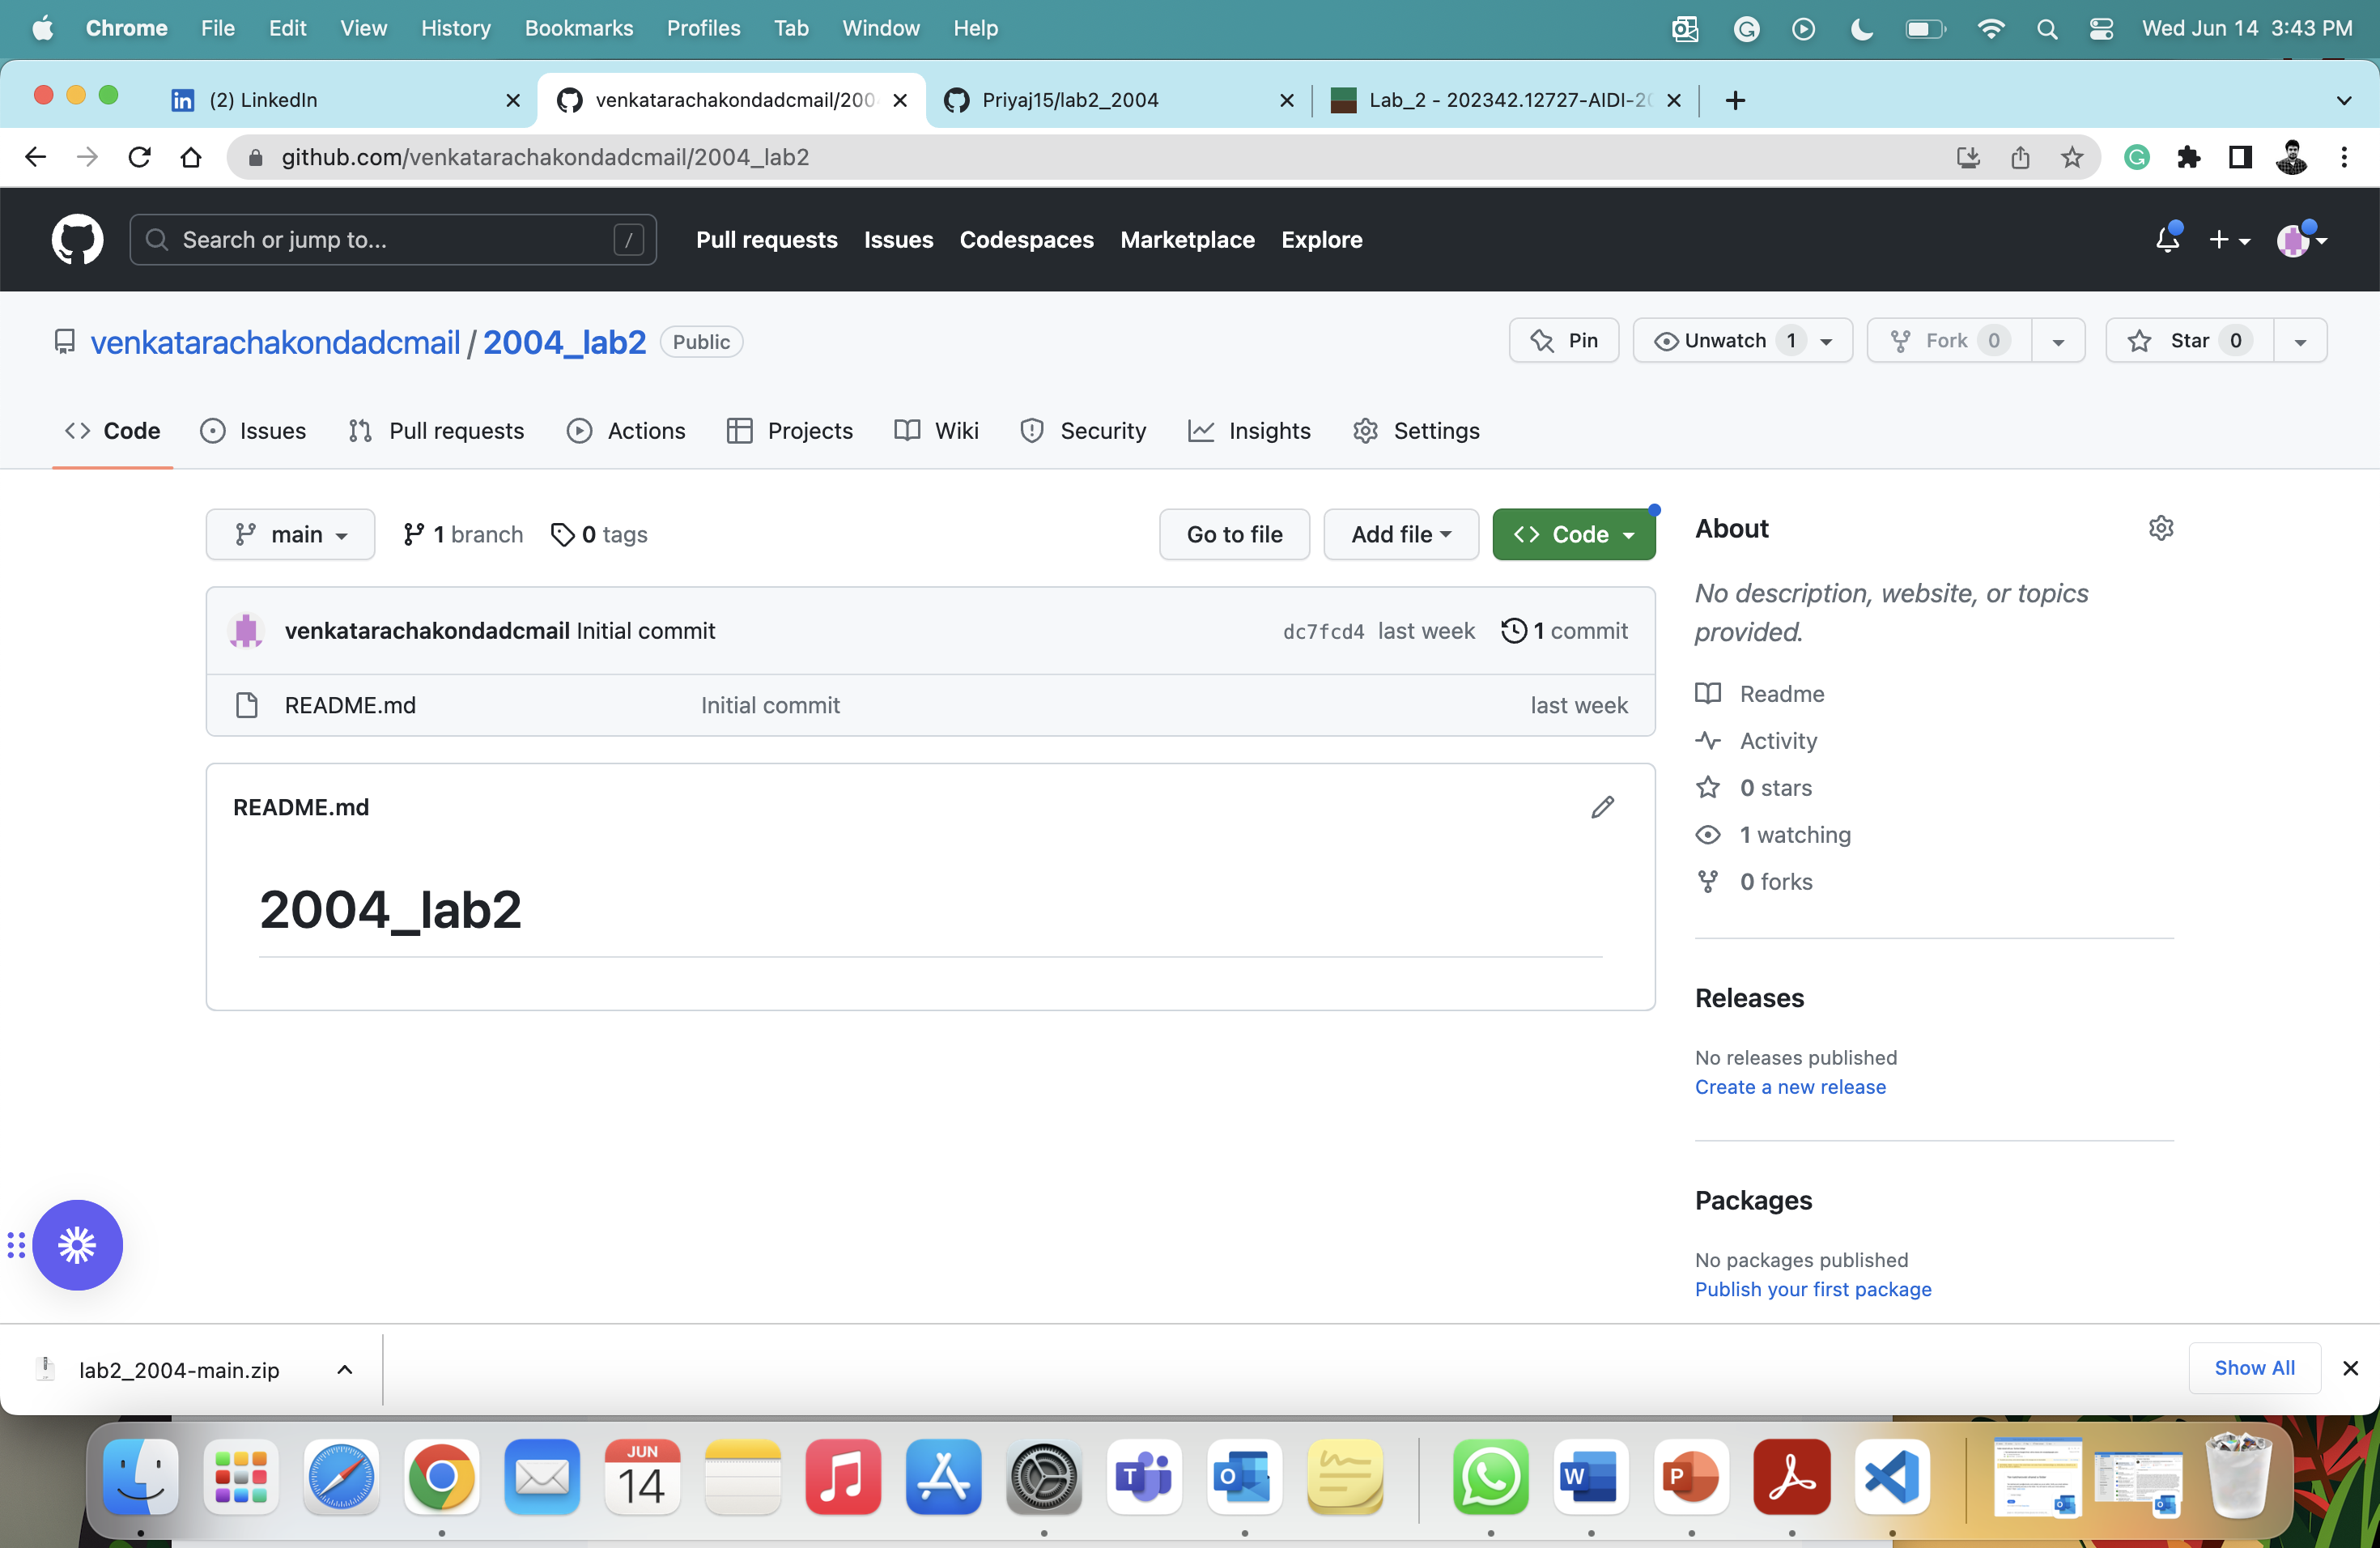 Chrome File Edit View History Bookmarks Profiles Tab Window Help Wed Jun 14 3:43 PM
(2) LinkedIn venkatarachakondadcmail/200 Priyaj15/lab2_2004 Lab_2 - 202342.12727-AIDI-20
github.com/venkatarachakondadcmail/2004_lab2
Search or jump to... / Pull requests Issues Codespaces Marketplace Explore
venkatarachakondadcmail / 2004_lab2 Public Pin Unwatch 1 Fork 0 Star 0
Code Issues Pull requests Actions Projects Wiki Security Insights Settings
main 1 branch 0 tags Go to file Add file Code
venkatarachakondadcmail Initial commit dc7fcd4 last week 1 commit
README.md Initial commit last week
README.md
2004_lab2
About
No description, website, or topics
provided.
Readme
Activity
0 stars
1 watching
0 forks
Releases
No releases published
Create a new release
Packages
No packages published
Publish your first package
lab2_2004-main.zip Show All
JUN
14